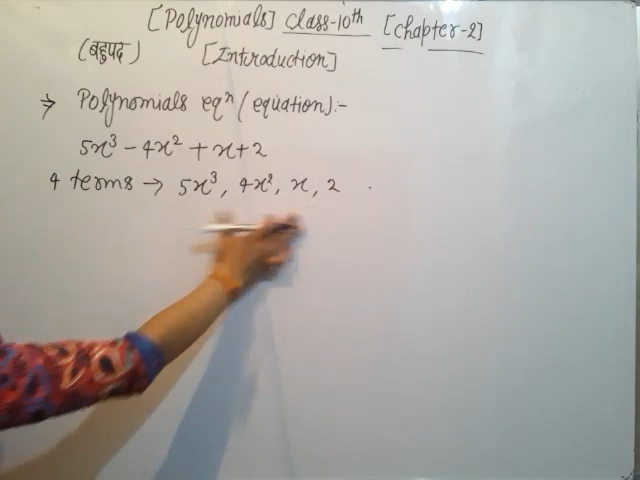 [Polynomials] class-10th [chapter-2]
(बहुपद) [Introduction]
→ Polynomials eqⁿ (equation):-
5x³ - 4x² + x + 2
4 terms → 5x³, 4x², x, 2